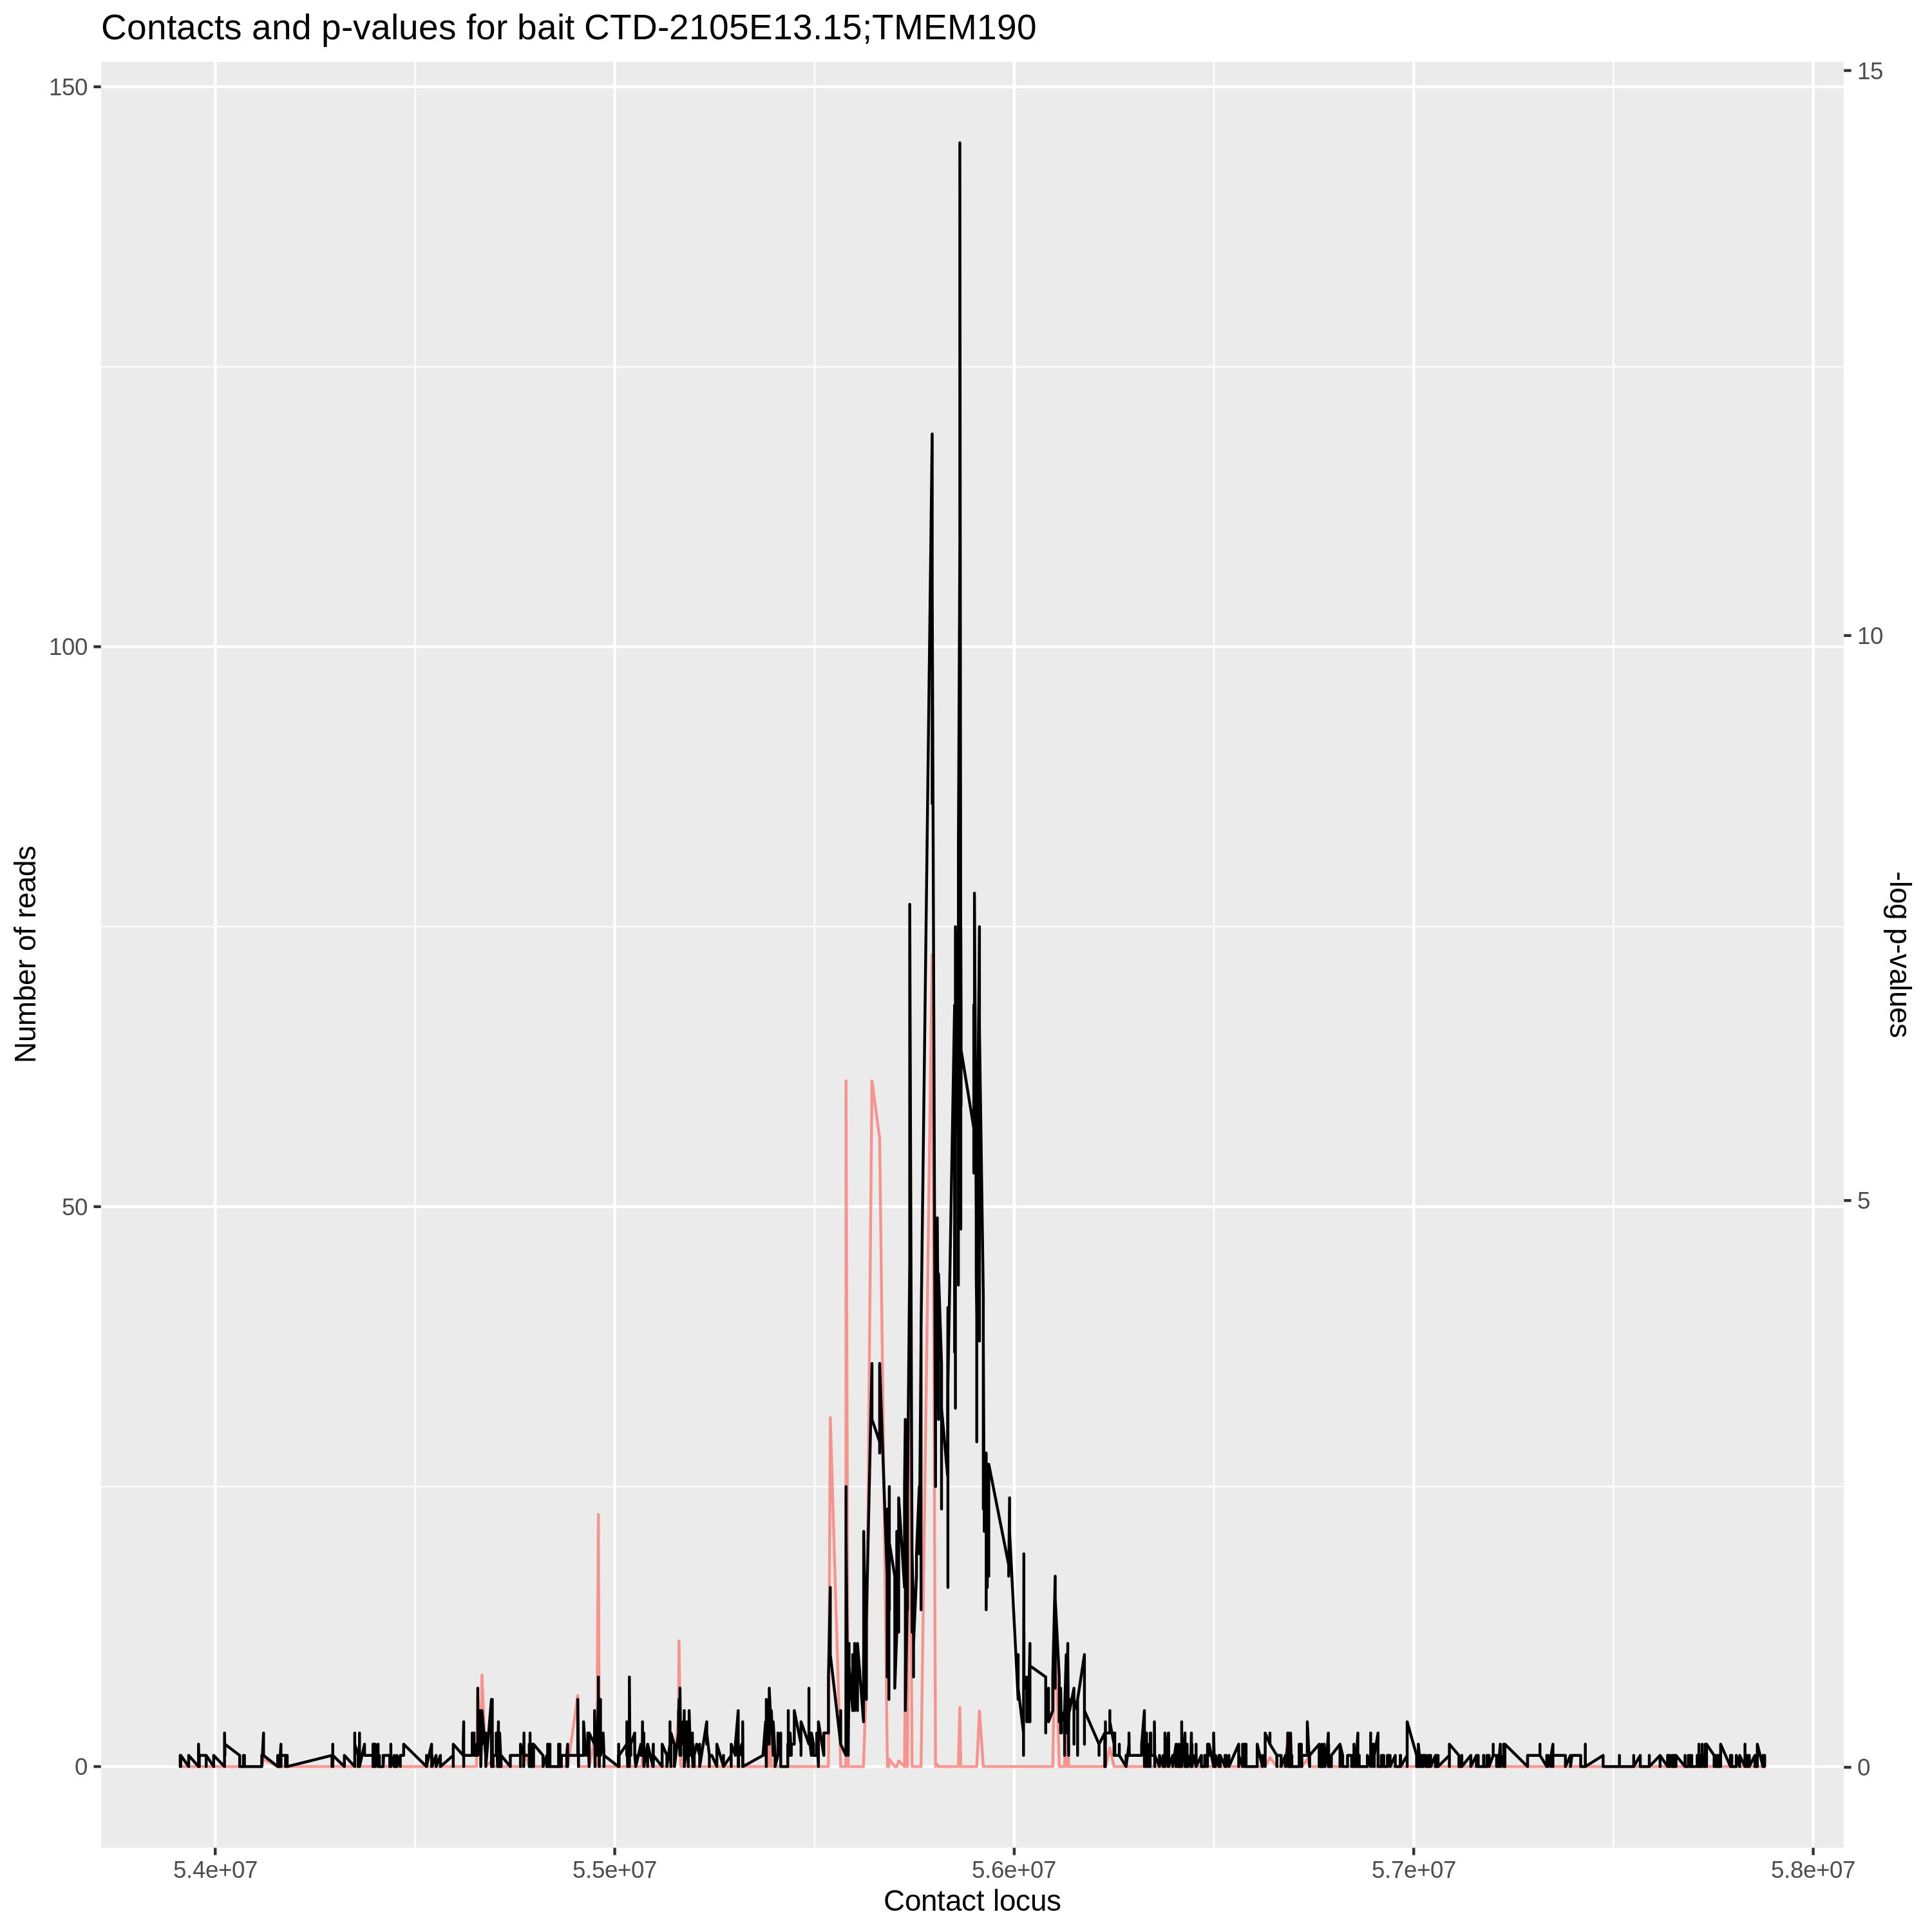 Contacts and p-values for bait CTD-2105E13.15;TMEM190
150
100
50
0
Number of reads
15
10
5
0
-log p-values
5.4e+07
5.5e+07
5.6e+07
5.7e+07
5.8e+07
Contact locus